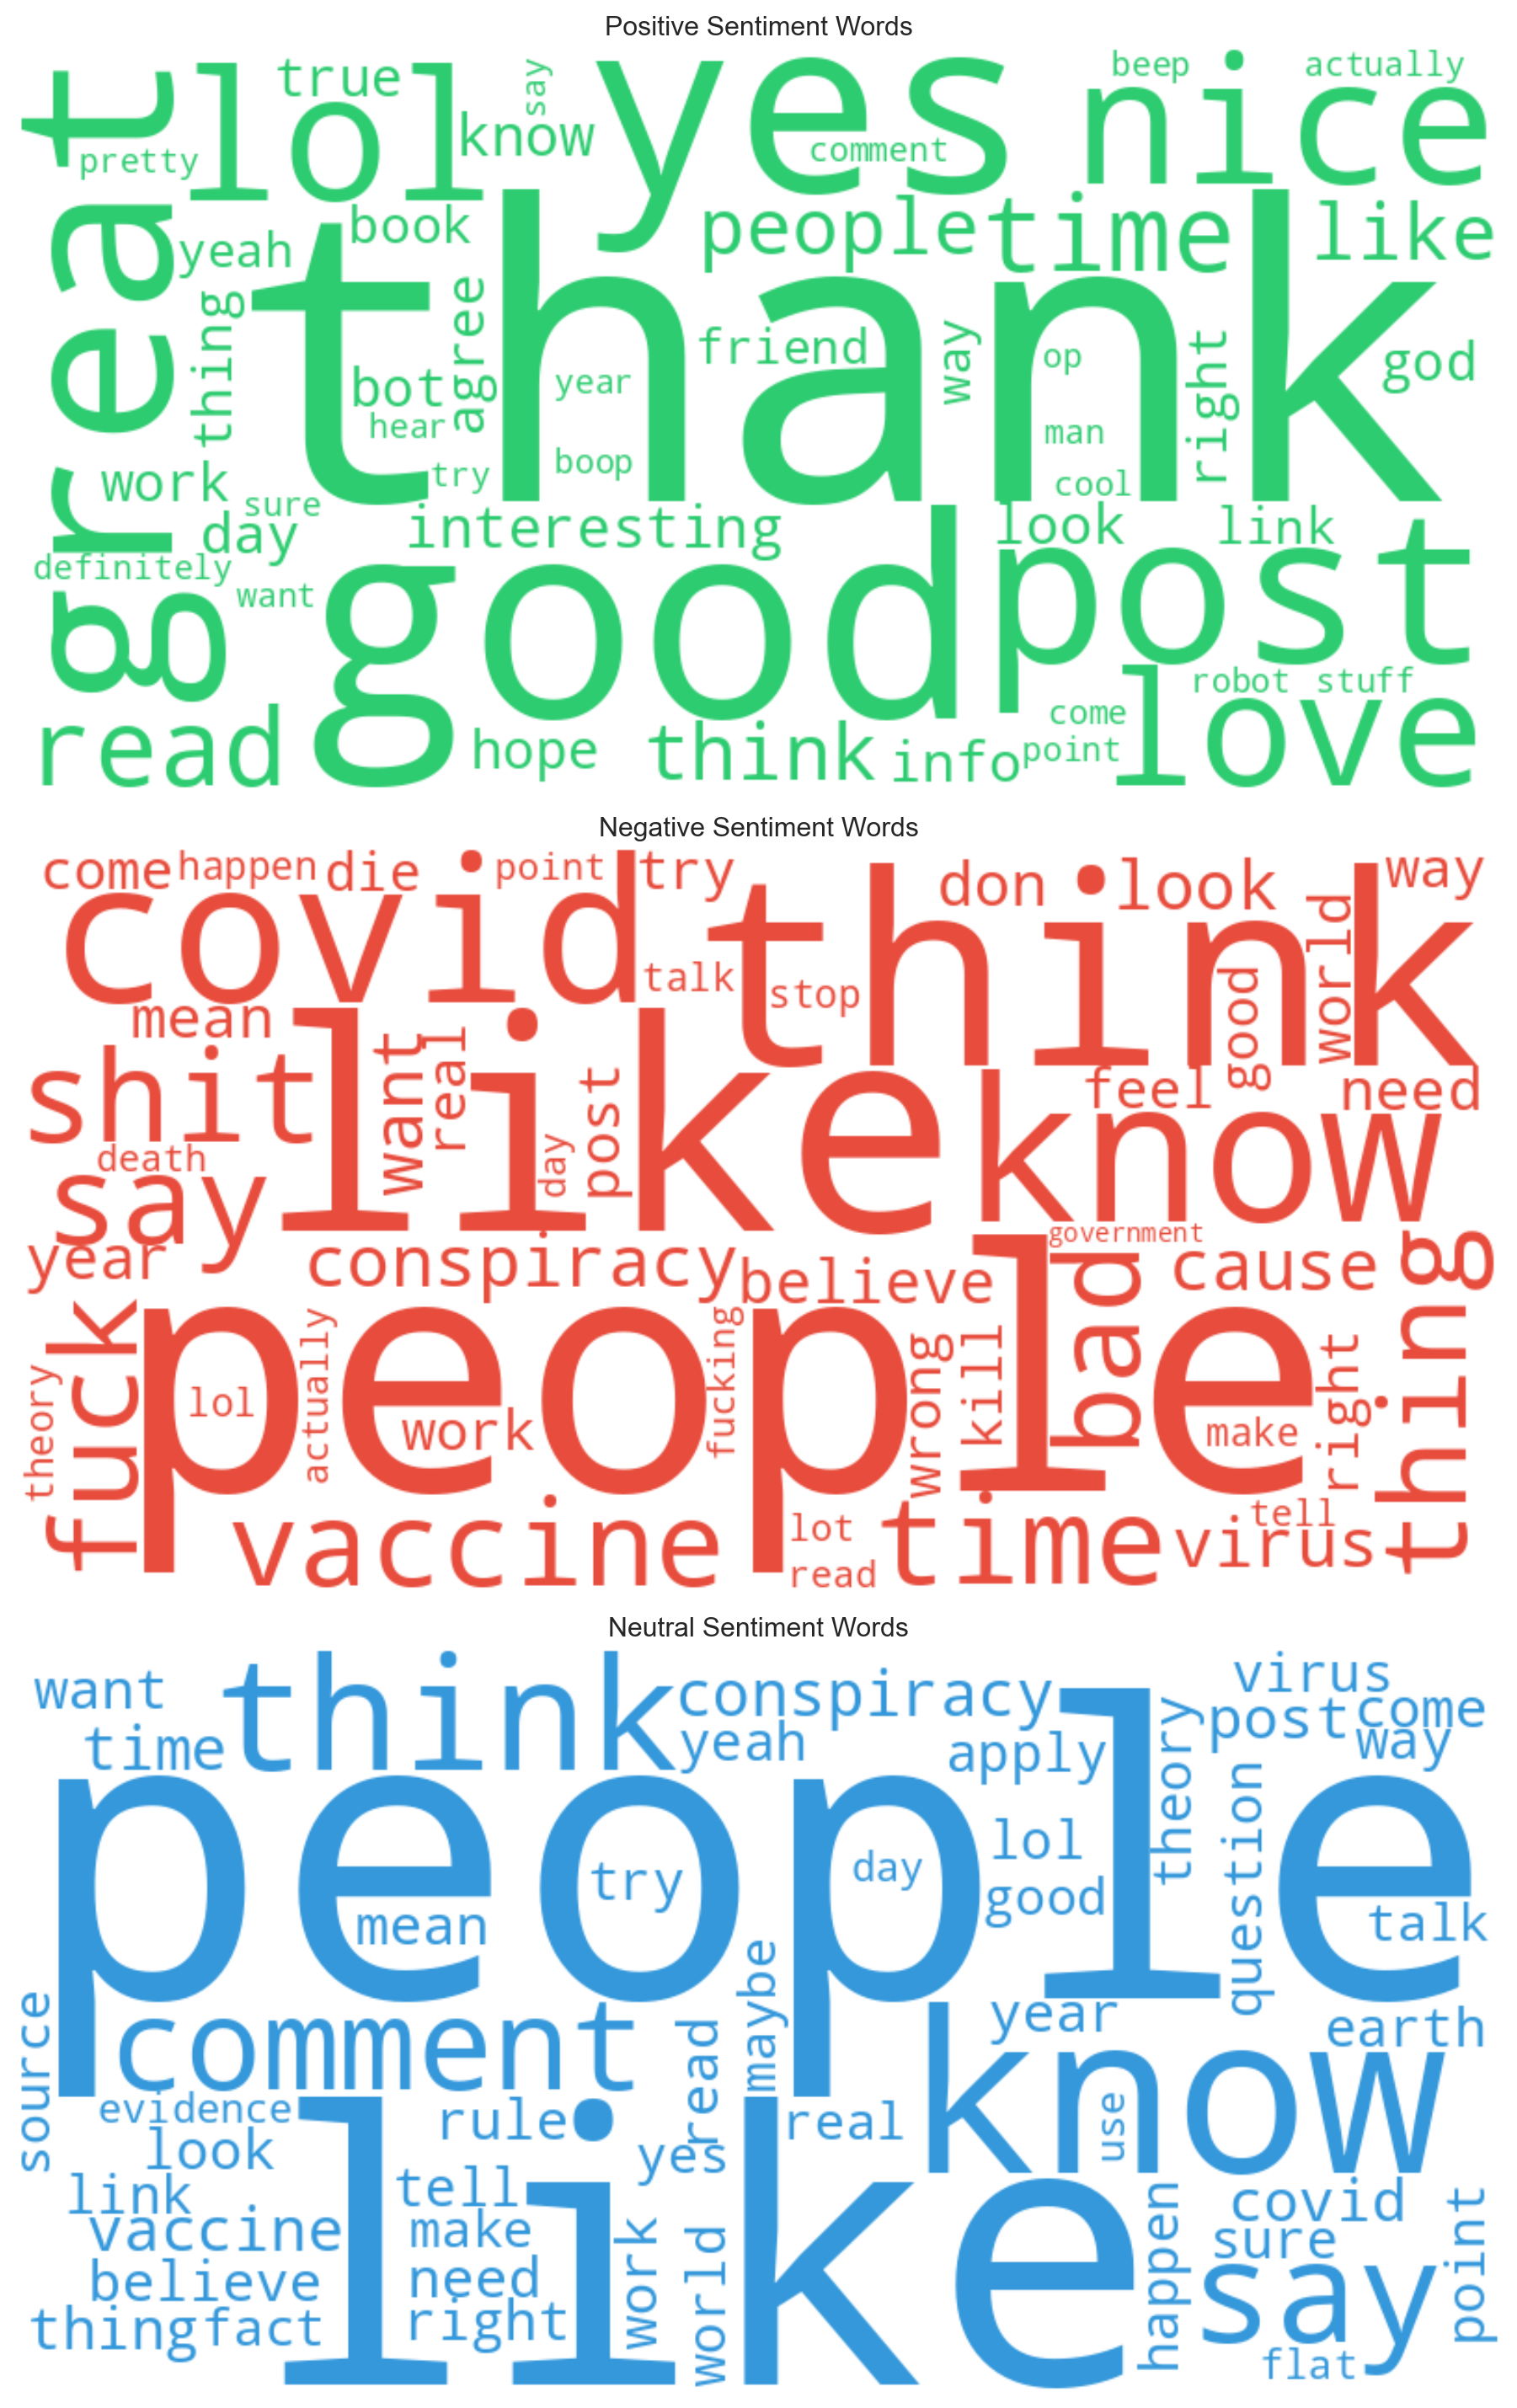 Positive Sentiment Words
great
lol
true
say
know
yes
comment
nice
beep
actually
pretty
book
yeah
people
time
like
thank
thing
agree
bot
hear
year
friend
way
op
right
god
man
boop
try
cool
work
sure
day
interesting
look
link
definitely
want
g
good
post
robot
stuff
love
come
point
read
hope
think
info
Negative Sentiment Words
come
happen
die
point
try
covid
think
don
look
way
talk
stop
good
world
mean
shit
like
want
real
day
post
know
feel
need
death
say
year
conspiracy
believe
government
bad
cause
thing
fuck
theory
people
lol
actually
work
fucking
wrong
kill
make
right
vaccine
lot
read
time
tell
virus
Neutral Sentiment Words
want
time
think
conspiracy
yeah
apply
virus
post
come
way
theory
question
people
mean
try
day
lol
good
talk
source
comment
read
maybe
year
know
earth
use
evidence
rule
yes
real
look
link
vaccine
believe
thing
fact
like
tell
make
need
right
work
world
happen
covid
sure
say
point
flat